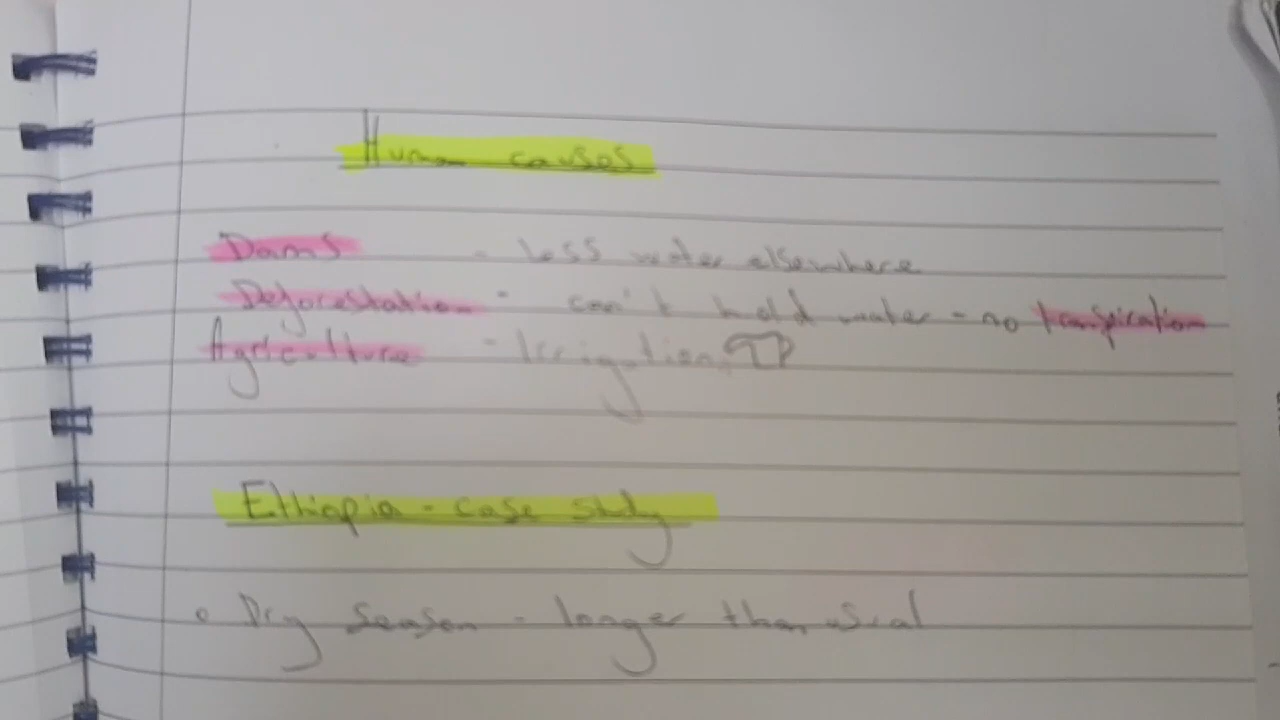 Human causes
Dams - less water elsewhere
Deforestation - can't hold water - no transpiration
Agriculture - Irrigation
Ethiopia - case study
Dry season - longer than usual